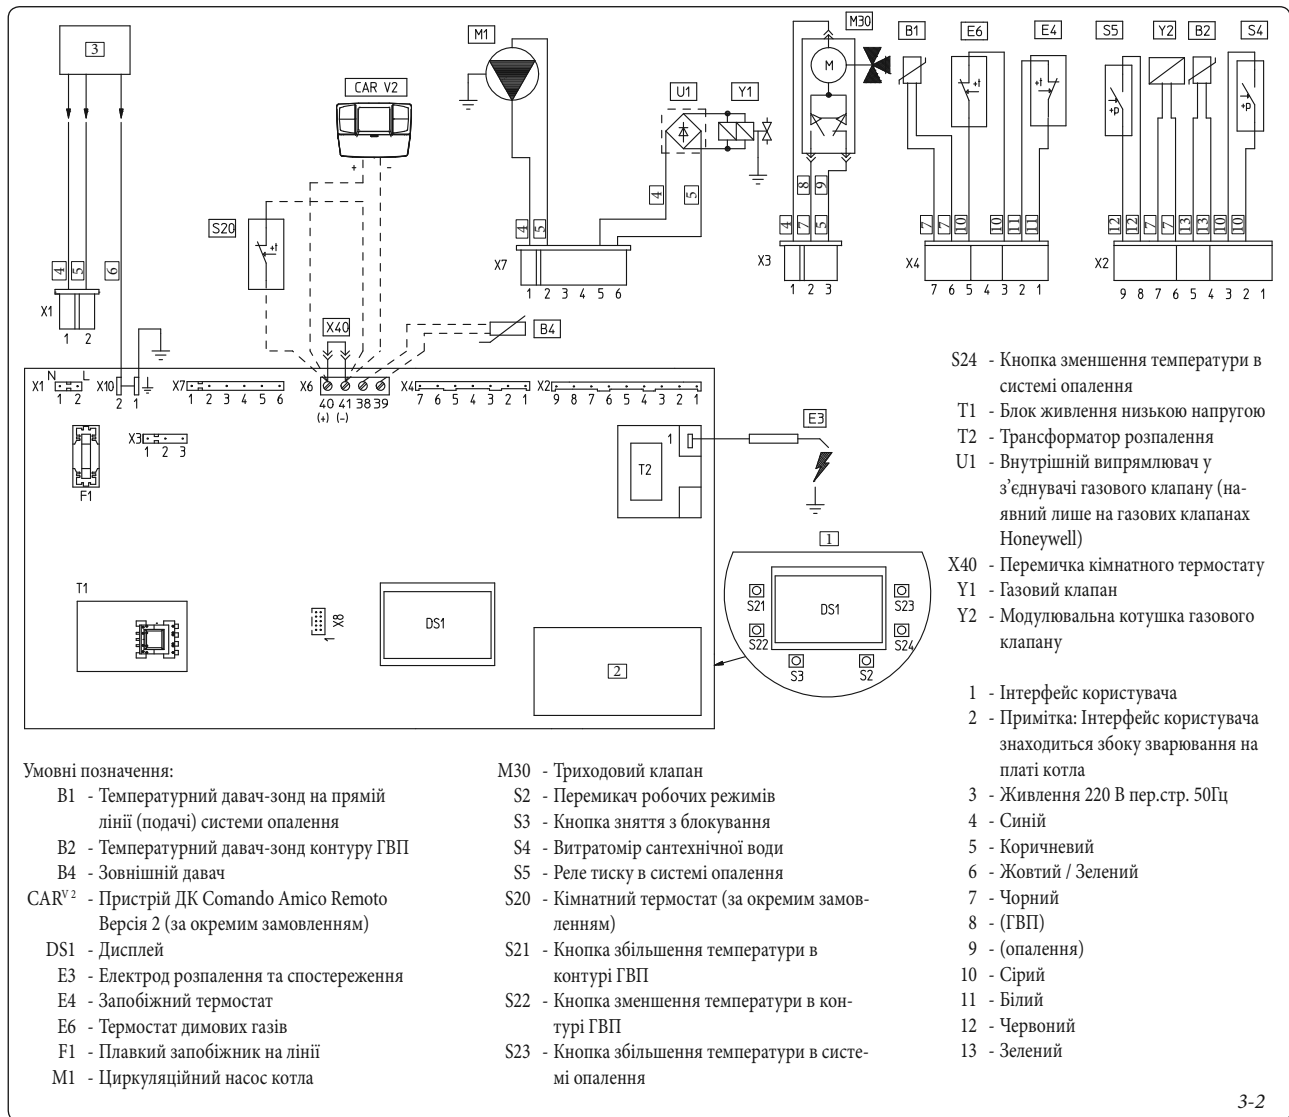 3
M1
M30
B1
E6
E4
S5
Y2
B2
S4
CAR V2
U1
Y1
M
+t
+t
+p
+p
+ -
S20
+t
4 5 6
4 5
4 5
8 9
4 7 5
7 7 10 10 11 11
12 12 7 7 13 13 10 10
X1
1 2
X7
1 2 3 4 5 6
X3
1 2 3
X4
7 6 5 4 3 2 1
X2
9 8 7 6 5 4 3 2 1
X40
B4
X1 N L
1 2
X10
2 1
X7
1 2 3 4 5 6
X6
40 41 38 39
(+) (-)
X4
7 6 5 4 3 2 1
X2
9 8 7 6 5 4 3 2 1
X3
1 2 3
F1
1
T2
E3
T1
X8
1
DS1
2
1
S21
S22
DS1
S23
S24
S3
S2
Умовні позначення:
B1 - Температурний давач-зонд на прямій
лінії (подачі) системи опалення
B2 - Температурний давач-зонд контуру ГВП
B4 - Зовнішній давач
CAR^V 2 - Пристрій ДК Comando Amico Remoto
Версія 2 (за окремим замовленням)
DS1 - Дисплей
E3 - Електрод розпалення та спостереження
E4 - Запобіжний термостат
E6 - Термостат димових газів
F1 - Плавкий запобіжник на лінії
M1 - Циркуляційний насос котла
M30 - Триходовий клапан
S2 - Перемикач робочих режимів
S3 - Кнопка зняття з блокування
S4 - Витратомір сантехнічної води
S5 - Реле тиску в системі опалення
S20 - Кімнатний термостат (за окремим замов-
ленням)
S21 - Кнопка збільшення температури в
контурі ГВП
S22 - Кнопка зменшення температури в кон-
турі ГВП
S23 - Кнопка збільшення температури в систе-
мі опалення
S24 - Кнопка зменшення температури в
системі опалення
T1 - Блок живлення низькою напругою
T2 - Трансформатор розпалення
U1 - Внутрішній випрямлювач у
з’єднувачі газового клапану (на-
явний лише на газових клапанах
Honeywell)
X40 - Перемичка кімнатного термостату
Y1 - Газовий клапан
Y2 - Модулювальна котушка газового
клапану
1 - Інтерфейс користувача
2 - Примітка: Інтерфейс користувача
знаходиться збоку зварювання на
платі котла
3 - Живлення 220 В пер.стр. 50Гц
4 - Синій
5 - Коричневий
6 - Жовтий / Зелений
7 - Чорний
8 - (ГВП)
9 - (опалення)
10 - Сірий
11 - Білий
12 - Червоний
13 - Зелений
3-2